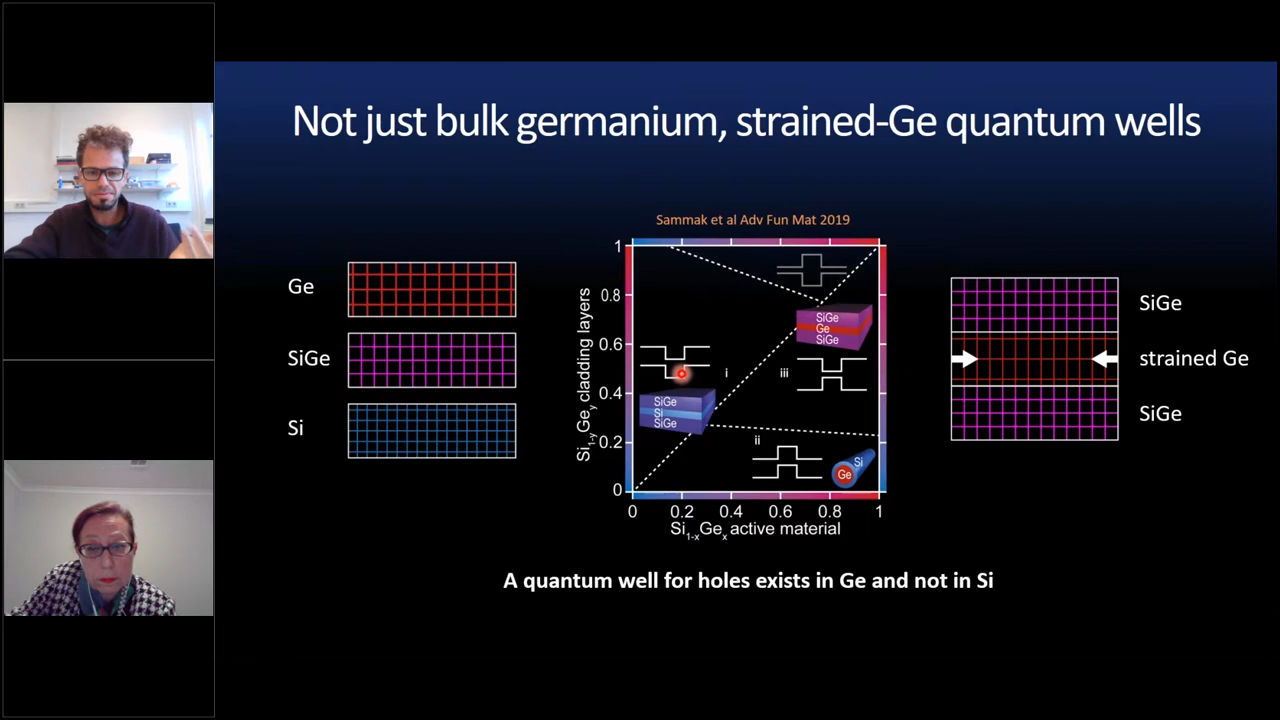 Not just bulk germanium, strained-Ge quantum wells
Sammak et al Adv Fun Mat 2019
Ge
SiGe
Si
Si1-yGey cladding layers
1
0.8
0.6
0.4
0.2
0
0
0.2
0.4
0.6
0.8
1
Si1-xGex active material
SiGe
Ge
SiGe
i
iii
SiGe
Si
SiGe
ii
Si
Ge
SiGe
strained Ge
SiGe
A quantum well for holes exists in Ge and not in Si